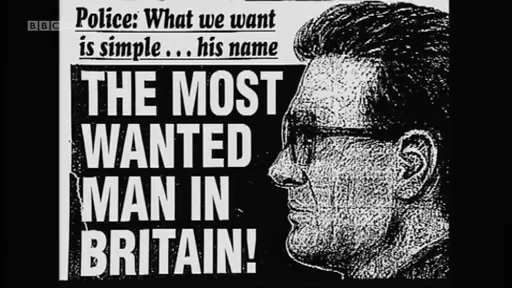 BBC
Police: What we want
is simple . . . his name
THE MOST
WANTED
MAN IN
BRITAIN!